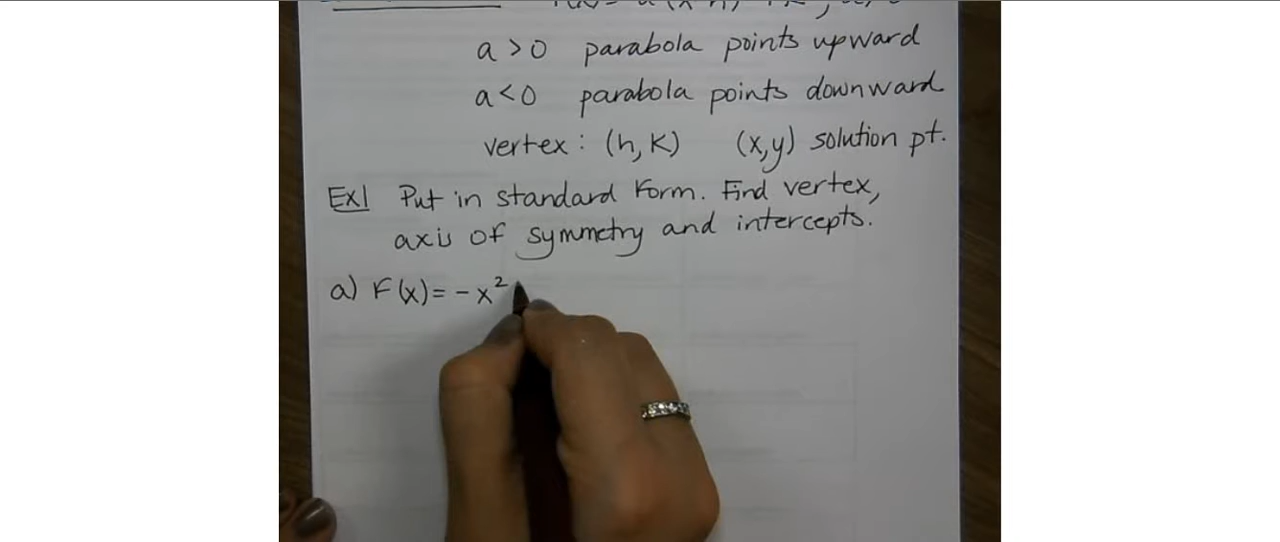 a > 0 parabola points upward
a < 0 parabola points downward
vertex : (h, k) (x,y) solution pt.
Ex1 Put in standard form. Find vertex,
axis of symmetry and intercepts.
a) F(x) = - x²